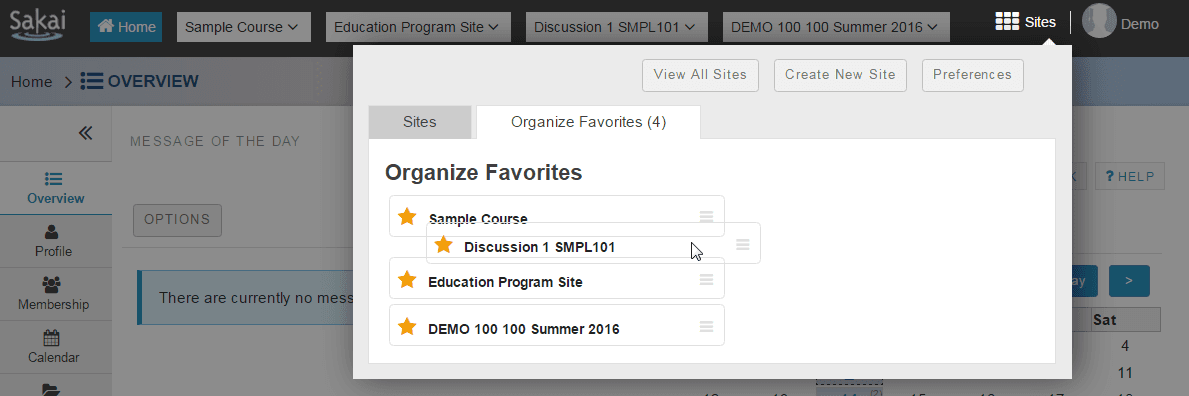 Sakai
Home
Sample Course
Education Program Site
Discussion 1 SMPL101
DEMO 100 100 Summer 2016
Sites
Demo
Home > OVERVIEW
View All Sites
Create New Site
Preferences
Sites
Organize Favorites (4)
MESSAGE OF THE DAY
Organize Favorites
? HELP
Overview
OPTIONS
Sample Course
Discussion 1 SMPL101
Profile
Education Program Site
There are currently no mess
ay
>
Membership
DEMO 100 100 Summer 2016
Sat
4
Calendar
11